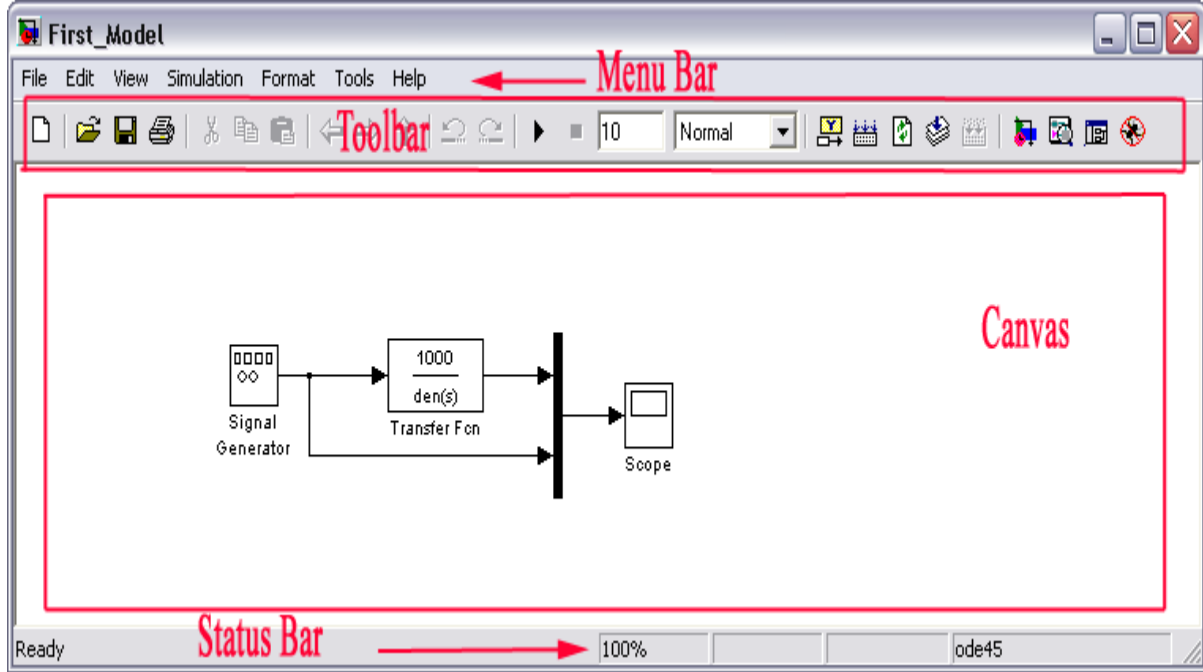 First_Model
File Edit View Simulation Format Tools Help Menu Bar
Toolbar 10 Normal
Canvas
1000
den(s)
Signal
Generator
Transfer Fcn
Scope
Status Bar
Ready 100% ode45